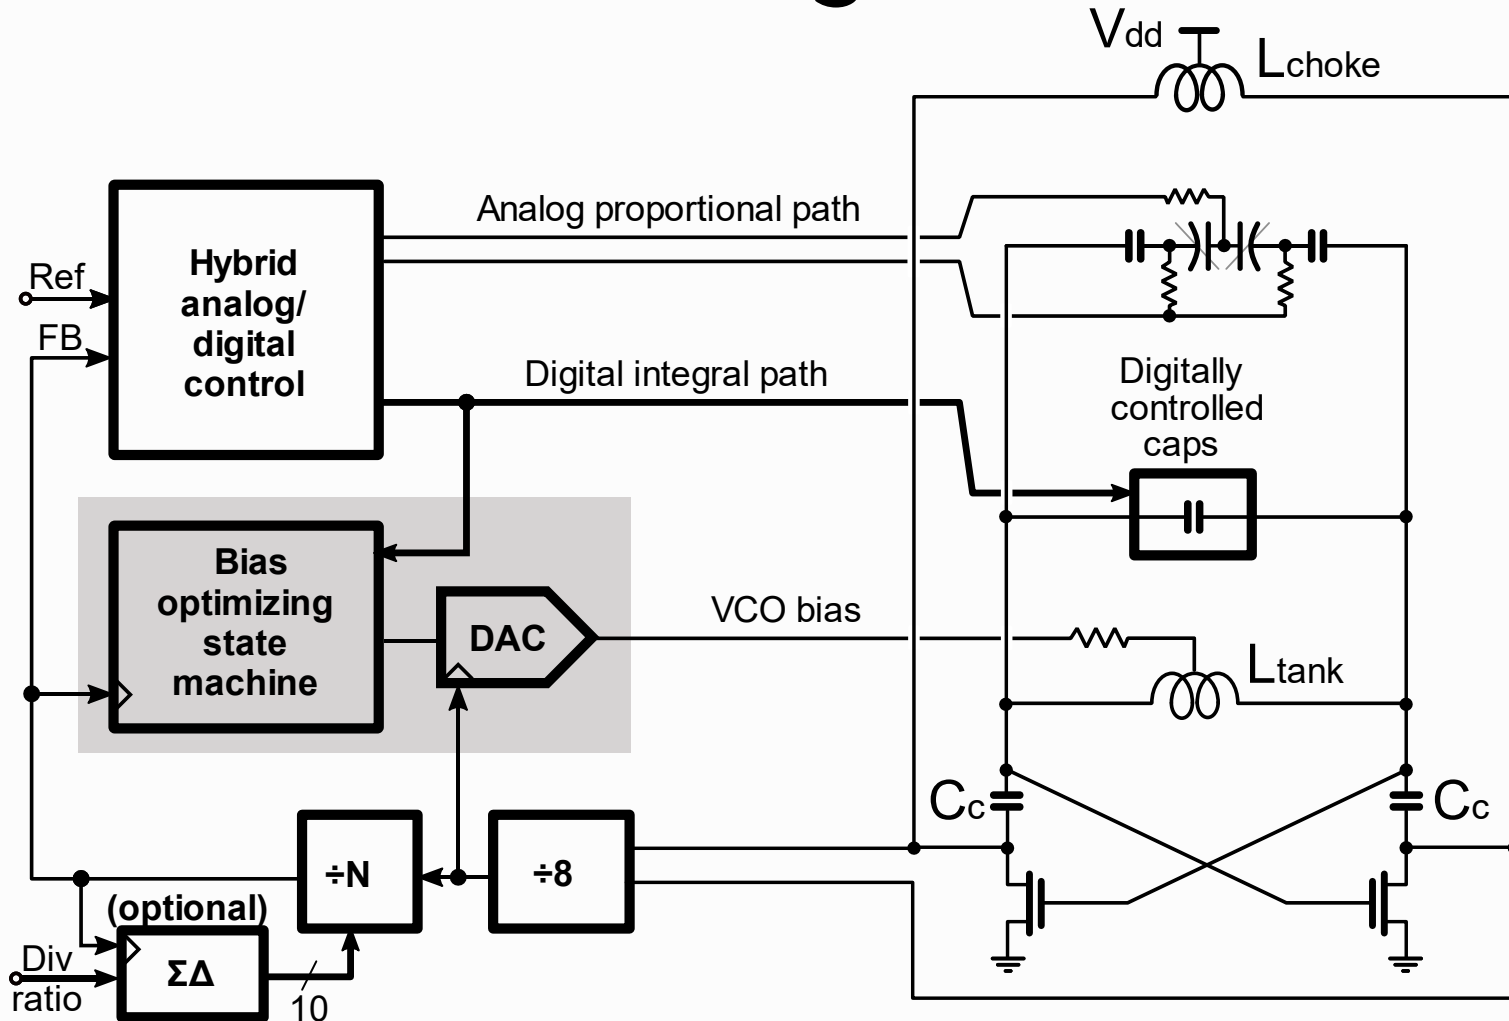 Vdd
Lchoke
Analog proportional path
Hybrid
analog/
digital
control
Ref
FB
Digital integral path
Digitally
controlled
caps
Bias
optimizing
state
machine
DAC
VCO bias
Ltank
Cc
Cc
÷N
÷8
(optional)
Div
ratio
ΣΔ
10